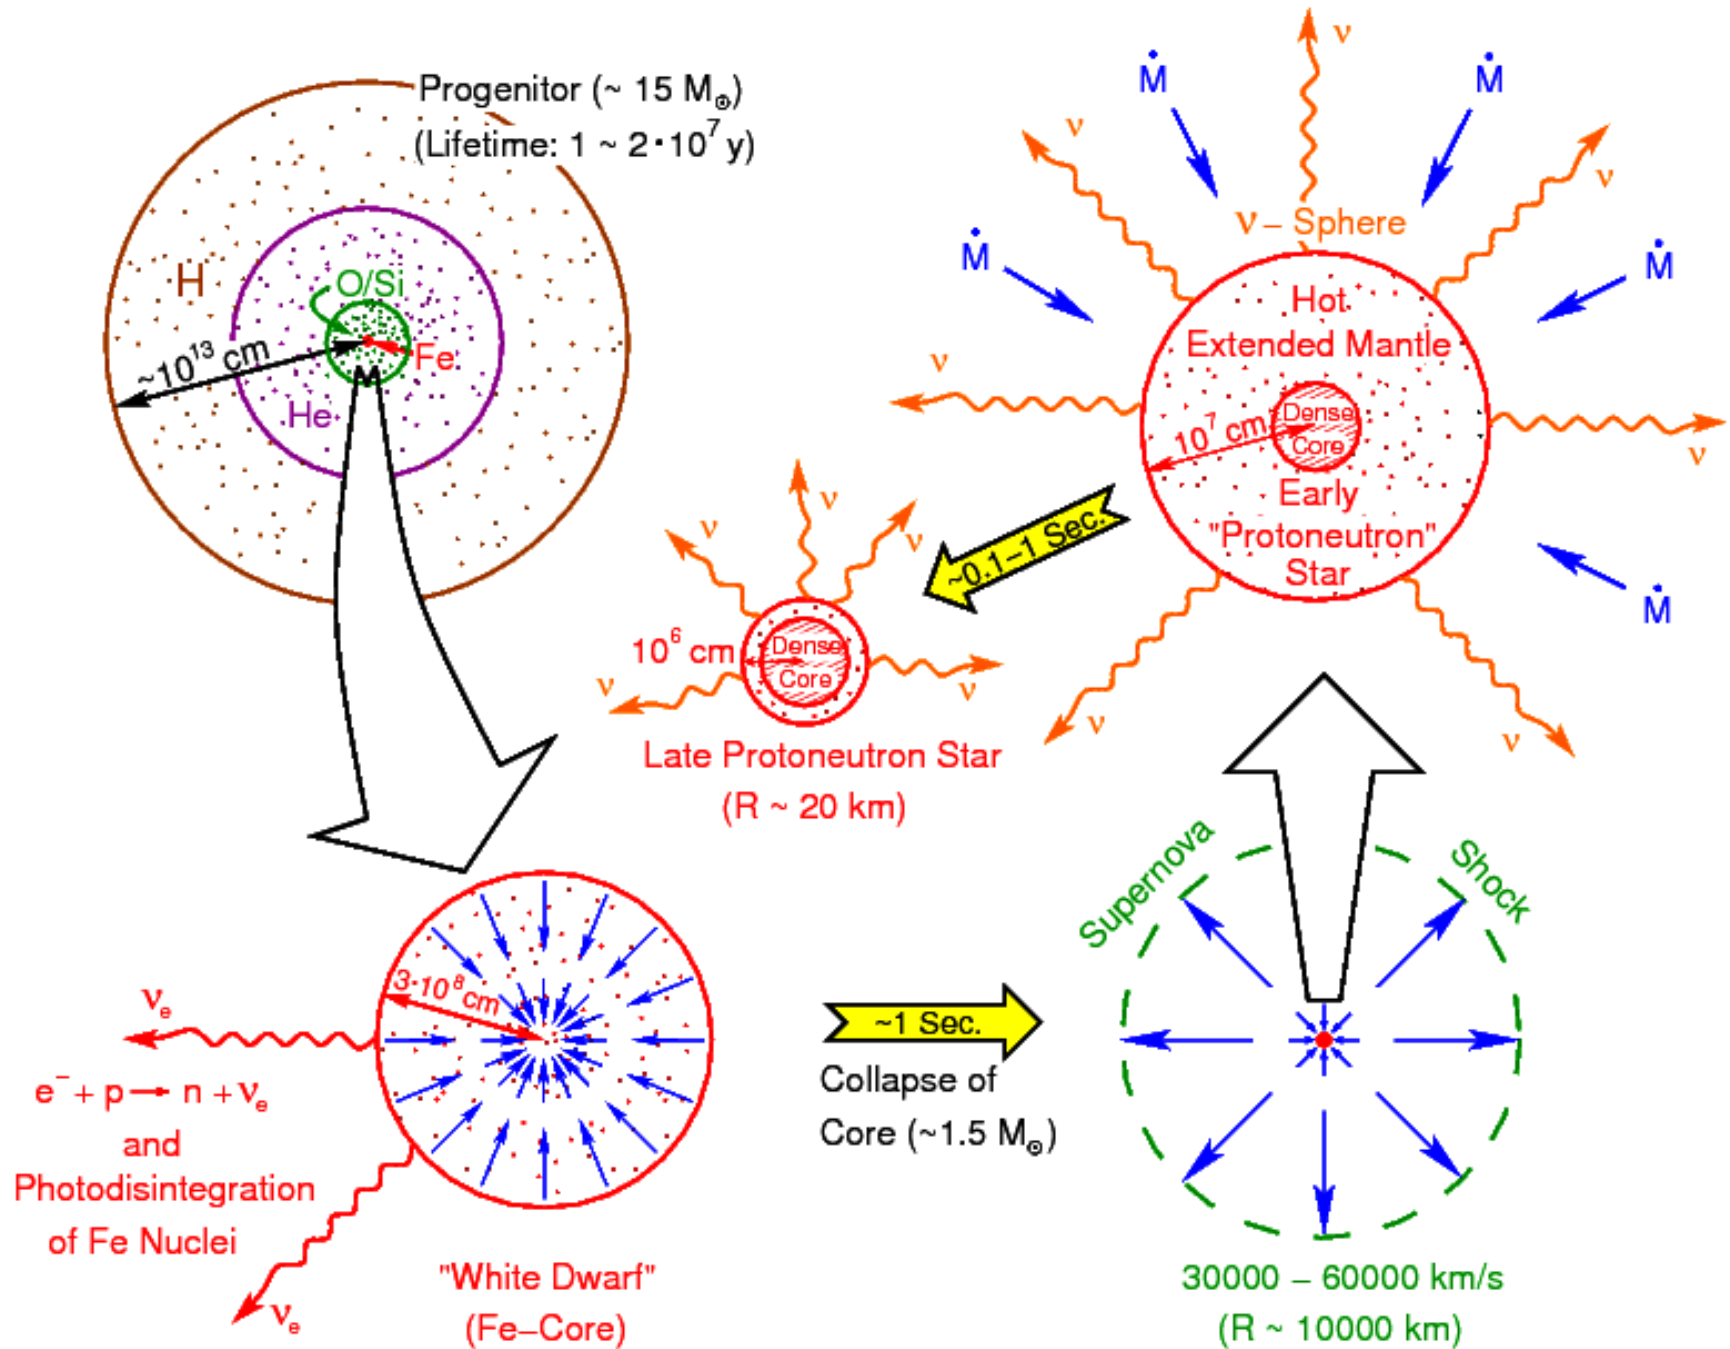 Progenitor (~ 15 M☉)
(Lifetime: 1 ~ 2·10⁷ y)
H
O/Si
Fe
He
~10¹³ cm
Ṁ
Ṁ
Ṁ
Ṁ
Ṁ
ν
ν
ν
ν
ν
ν
ν
ν – Sphere
Hot
Extended Mantle
Dense
Core
10⁷ cm
Early
"Protoneutron"
Star
~0.1–1 Sec.
ν
ν
ν
ν
ν
10⁶ cm
Dense
Core
Late Protoneutron Star
(R ~ 20 km)
3·10⁸ cm
νₑ
e⁻ + p → n + νₑ
and
Photodisintegration
of Fe Nuclei
νₑ
"White Dwarf"
(Fe–Core)
~1 Sec.
Collapse of
Core (~1.5 M☉)
Supernova
Shock
30000 – 60000 km/s
(R ~ 10000 km)